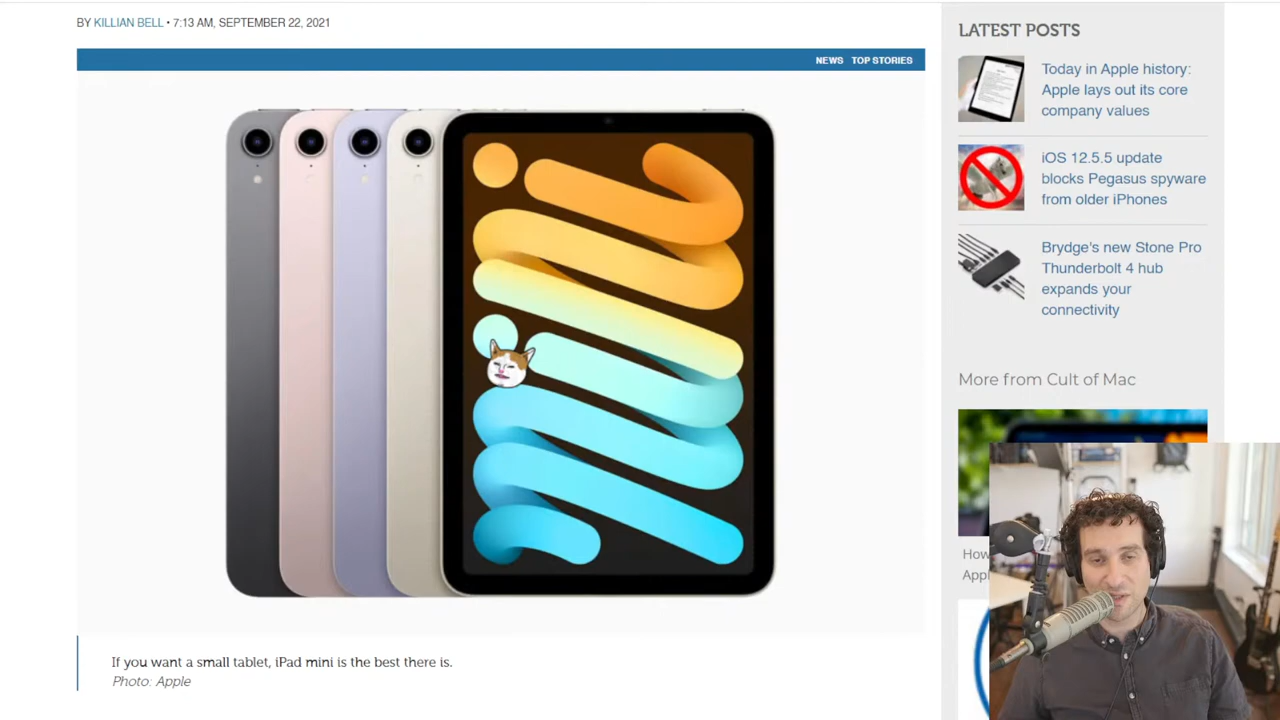 BY KILLIAN BELL • 7:13 AM, SEPTEMBER 22, 2021
NEWS TOP STORIES
If you want a small tablet, iPad mini is the best there is.
Photo: Apple
LATEST POSTS
Today in Apple history:
Apple lays out its core
company values
iOS 12.5.5 update
blocks Pegasus spyware
from older iPhones
Brydge's new Stone Pro
Thunderbolt 4 hub
expands your
connectivity
More from Cult of Mac
How
Appl